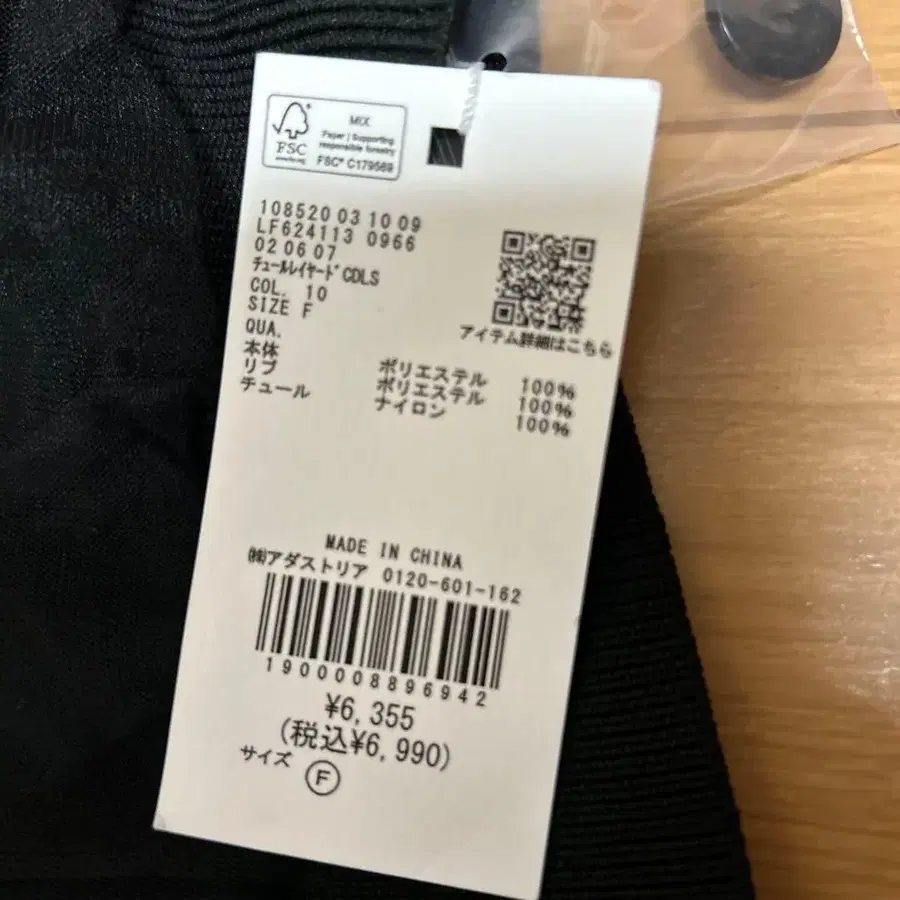 MIX
Paper | Supporting
responsible forestry
FSC
FSC® C179569
108520 03 10 09
LF624113 0966
02 06 07
ﾁｭｰﾙﾚｲﾔｰﾄﾞCDLS
COL. 10
SIZE F
QUA.
アイテム詳細はこちら
本体 ポリエステル 100%
リブ ポリエステル 100%
チュール ナイロン 100%
MADE IN CHINA
㈱アダストリア 0120-601-162
1900008896942
¥6,355
(税込¥6,990)
サイズ F